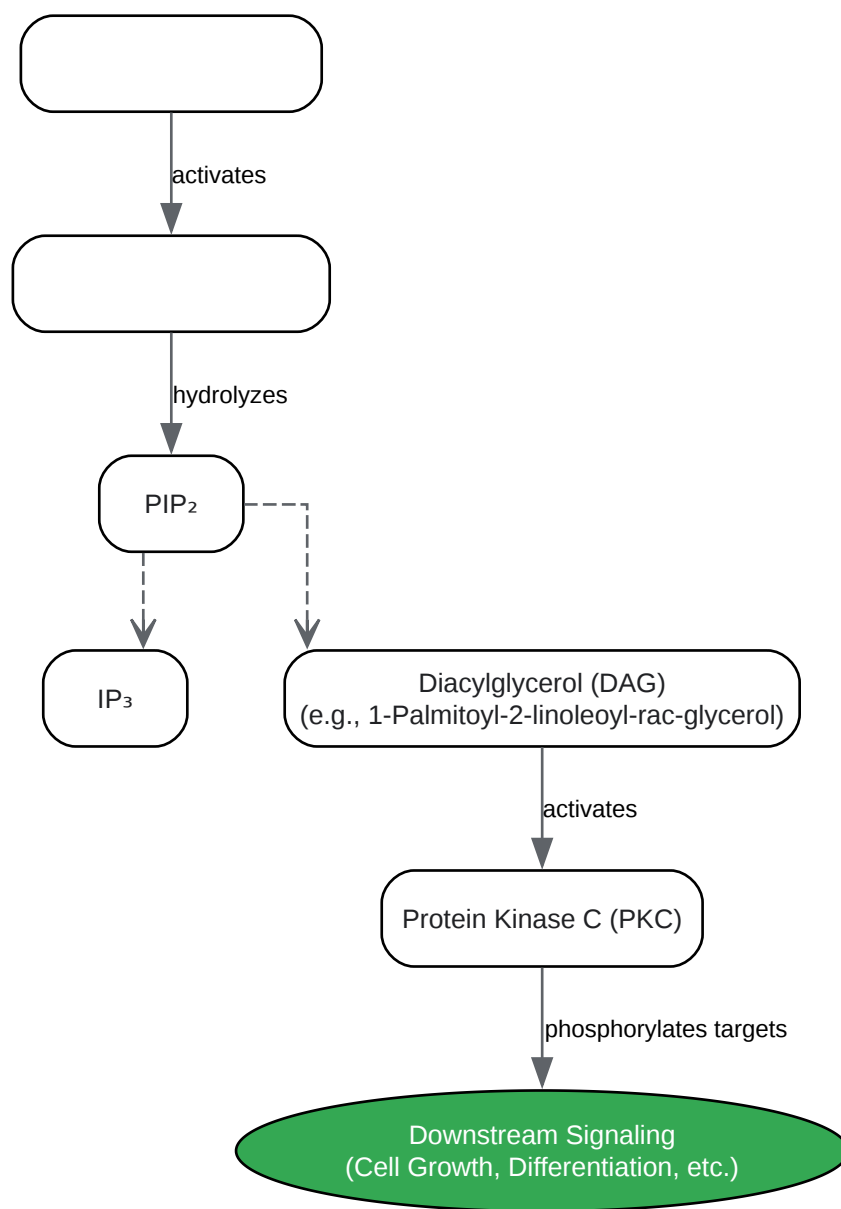 activates
hydrolyzes
PIP₂
IP₃
Diacylglycerol (DAG)
(e.g., 1-Palmitoyl-2-linoleoyl-rac-glycerol)
activates
Protein Kinase C (PKC)
phosphorylates targets
Downstream Signaling
(Cell Growth, Differentiation, etc.)